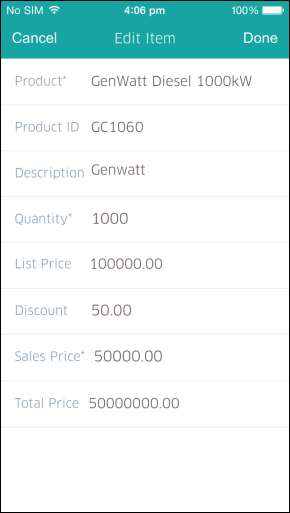 No SIM 4:06 pm 100%
Cancel Edit Item Done
Product* GenWatt Diesel 1000kW
Product ID GC1060
Description Genwatt
Quantity* 1000
List Price 100000.00
Discount 50.00
Sales Price* 50000.00
Total Price 50000000.00